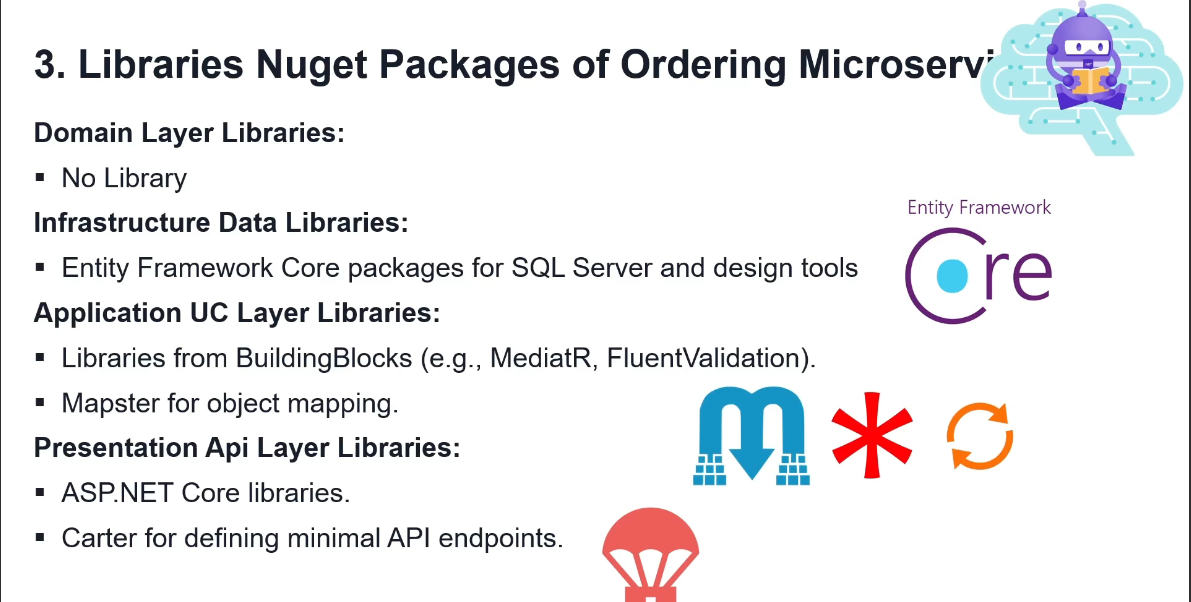 3. Libraries Nuget Packages of Ordering Microservi
Domain Layer Libraries:
▪ No Library
Infrastructure Data Libraries:
▪ Entity Framework Core packages for SQL Server and design tools
Entity Framework
Core
Application UC Layer Libraries:
▪ Libraries from BuildingBlocks (e.g., MediatR, FluentValidation).
▪ Mapster for object mapping.
Presentation Api Layer Libraries:
▪ ASP.NET Core libraries.
▪ Carter for defining minimal API endpoints.